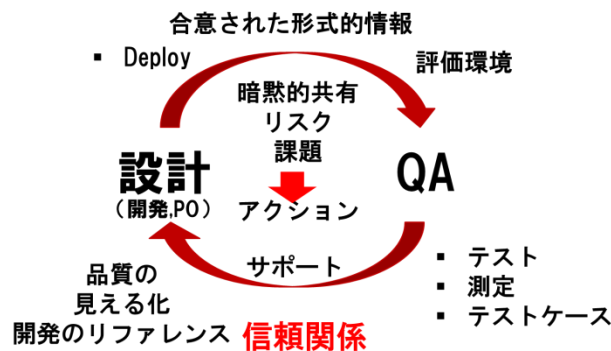 合意された形式的情報
▪ Deploy
評価環境
暗黙的共有
リスク
課題
設計
(開発,PO)
QA
アクション
サポート
▪ テスト
▪ 測定
▪ テストケース
品質の
見える化
開発のリファレンス
信頼関係